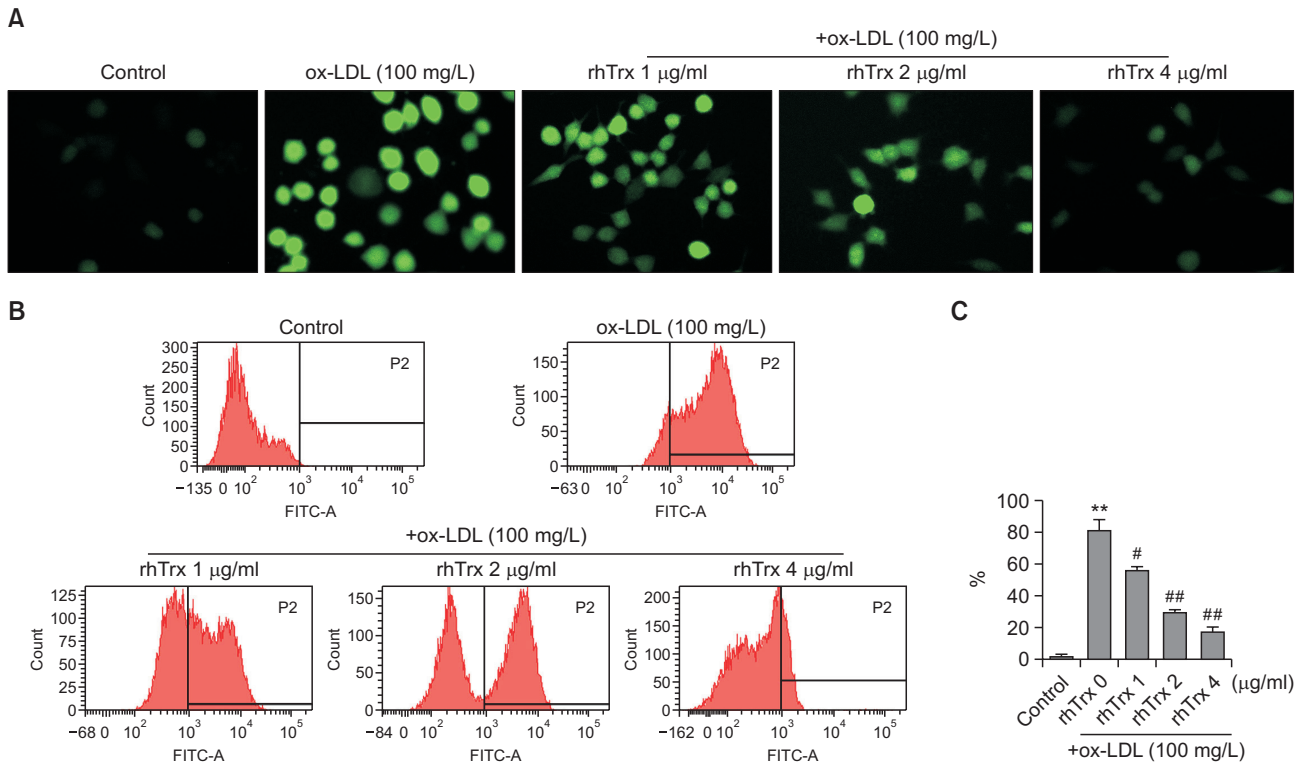 A
+ox-LDL (100 mg/L)
Control
ox-LDL (100 mg/L)
rhTrx 1 μg/ml
rhTrx 2 μg/ml
rhTrx 4 μg/ml
B
Control
300
250
200
150
100
50
0
Count
P2
−135 0 10² 10³ 10⁴ 10⁵
FITC-A
ox-LDL (100 mg/L)
150
100
50
0
Count
P2
−63 0 10² 10³ 10⁴ 10⁵
FITC-A
+ox-LDL (100 mg/L)
rhTrx 1 μg/ml
125
100
75
50
25
0
Count
P2
−68 0 10² 10³ 10⁴ 10⁵
FITC-A
rhTrx 2 μg/ml
150
125
100
75
50
25
0
Count
P2
−84 0 10² 10³ 10⁴ 10⁵
FITC-A
rhTrx 4 μg/ml
200
150
100
50
0
Count
P2
−162 0 10² 10³ 10⁴ 10⁵
FITC-A
C
100
80
60
40
20
0
%
**
#
##
##
Control
rhTrx 0
rhTrx 1
rhTrx 2
rhTrx 4
(μg/ml)
+ox-LDL (100 mg/L)